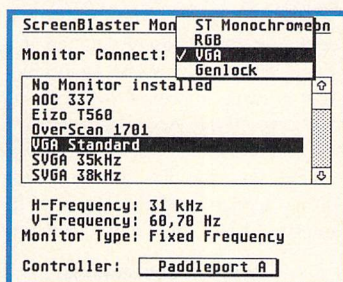 ScreenBlaster Mon
ST Monochrome
on
RGB
Monitor Connect:
✓ VGA
Genlock
No Monitor installed
AOC 337
Eizo T560
OverScan 1701
VGA Standard
SVGA 35kHz
SVGA 38kHz
H-Frequency: 31 kHz
V-Frequency: 60,70 Hz
Monitor Type: Fixed Frequency
Controller: Paddleport A